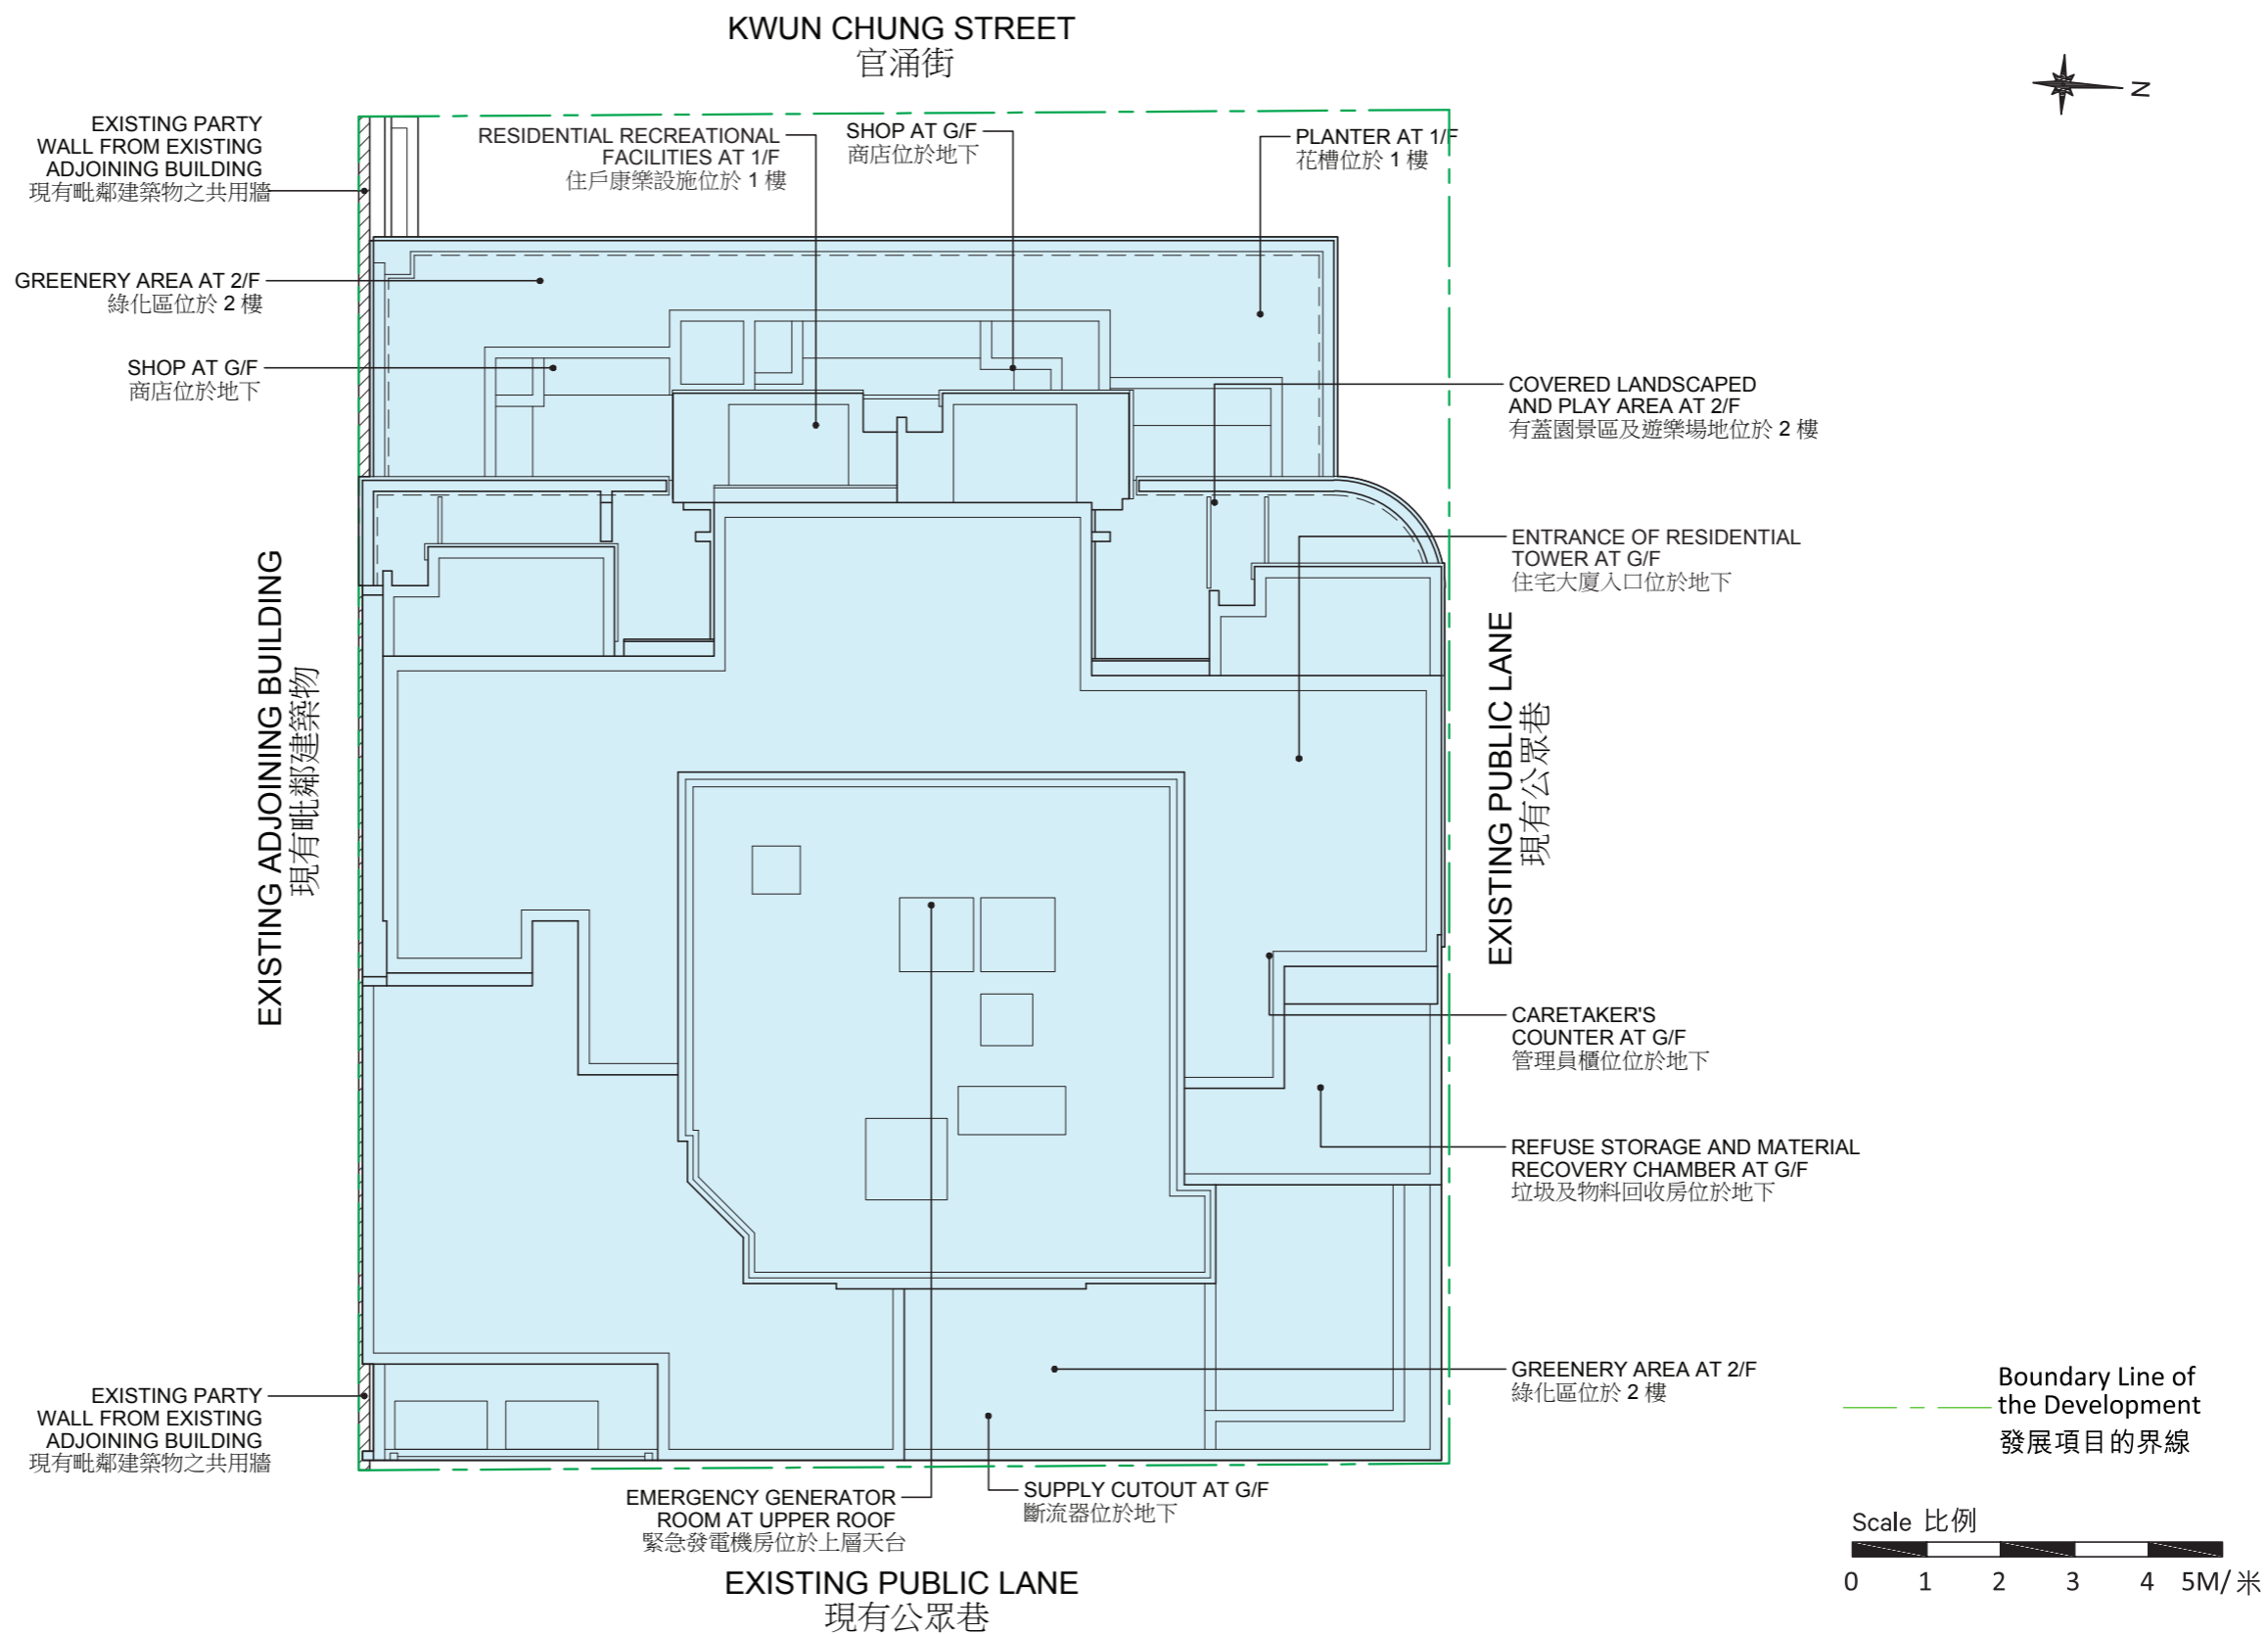 KWUN CHUNG STREET
官涌街
N
EXISTING PARTY
WALL FROM EXISTING
ADJOINING BUILDING
現有毗鄰建築物之共用牆
RESIDENTIAL RECREATIONAL
FACILITIES AT 1/F
住戶康樂設施位於 1 樓
SHOP AT G/F
商店位於地下
PLANTER AT 1/F
花槽位於 1 樓
GREENERY AREA AT 2/F
綠化區位於 2 樓
SHOP AT G/F
商店位於地下
COVERED LANDSCAPED
AND PLAY AREA AT 2/F
有蓋園景區及遊樂場地位於 2 樓
ENTRANCE OF RESIDENTIAL
TOWER AT G/F
住宅大廈入口位於地下
EXISTING ADJOINING BUILDING
現有毗鄰建築物
EXISTING PUBLIC LANE
現有公眾巷
CARETAKER'S
COUNTER AT G/F
管理員櫃位位於地下
REFUSE STORAGE AND MATERIAL
RECOVERY CHAMBER AT G/F
垃圾及物料回收房位於地下
GREENERY AREA AT 2/F
綠化區位於 2 樓
EXISTING PARTY
WALL FROM EXISTING
ADJOINING BUILDING
現有毗鄰建築物之共用牆
EMERGENCY GENERATOR
ROOM AT UPPER ROOF
緊急發電機房位於上層天台
SUPPLY CUTOUT AT G/F
斷流器位於地下
EXISTING PUBLIC LANE
現有公眾巷
Boundary Line of
the Development
發展項目的界線
Scale 比例
0 1 2 3 4 5M/米